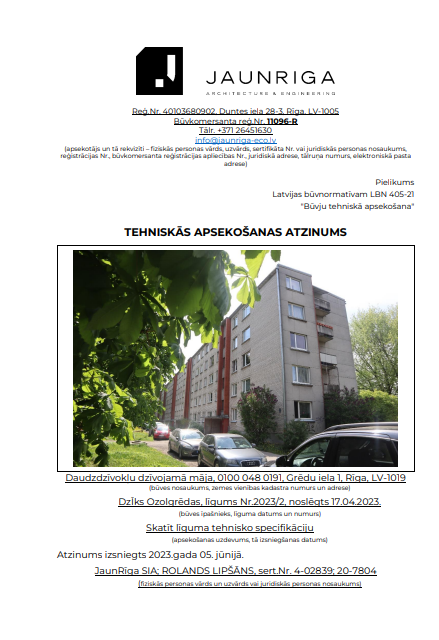 JAUNRIGA
ARCHITECTURE & ENGINEERING
Reģ.Nr. 40103680902, Duntes iela 28-3, Rīga, LV-1005
Būvkomersanta reģ.Nr. 11096-R
Tālr. +371 26451630
info@jaunriga-eco.lv
(apsekotājs un tā rekvizīti – fiziskās personas vārds, uzvārds, sertifikāta Nr. vai juridiskās personas nosaukums,
reģistrācijas Nr., būvkomersanta reģistrācijas apliecības Nr., juridiskā adrese, tālruņa numurs, elektroniskā pasta
adrese)
Pielikums
Latvijas būvnormatīvam LBN 405-21
"Būvju tehniskā apsekošana"
TEHNISKĀS APSEKOŠANAS ATZINUMS
Daudzdzīvokļu dzīvojamā māja, 0100 048 0191, Grēdu iela 1, Rīga, LV-1019
(būves nosaukums, zemes vienības kadastra numurs un adrese)
Dzīks Ozolgrēdas, līgums Nr.2023/2, noslēgts 17.04.2023.
(būves īpašnieks, līguma datums un numurs)
Skatīt līguma tehnisko specifikāciju
(apsekošanas uzdevums, tā izsniegšanas datums)
Atzinums izsniegts 2023.gada 05. jūnijā.
JaunRīga SIA; ROLANDS LIPŠĀNS, sert.Nr. 4-02839; 20-7804
(fiziskās personas vārds un uzvārds vai juridiskās personas nosaukums)